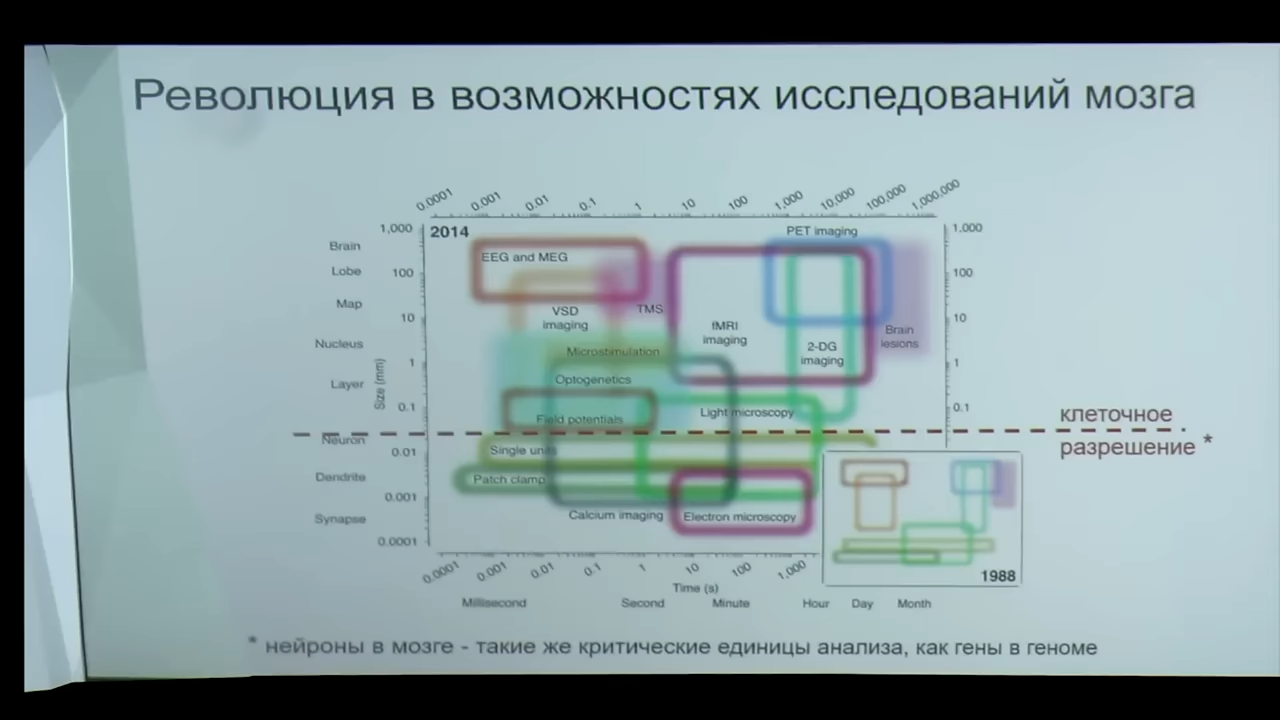 Революция в возможностях исследований мозга
0.0001 0.001 0.01 0.1 1 10 100 1,000 10,000 100,000 1,000,000
2014
PET imaging
1,000
1,000
Brain
EEG and MEG
Lobe
100
100
Map
VSD
imaging
TMS
10
10
fMRI
imaging
Brain
lesions
Nucleus
2-DG
imaging
Microstimulation
1
1
Size (mm)
Layer
Optogenetics
0.1
0.1
Field potentials
Light microscopy
клеточное
разрешение *
Neuron
0.01
Single units
Dendrite
Patch clamp
0.001
Synapse
Calcium imaging
Electron microscopy
0.0001
1988
0.0001 0.001 0.01 0.1 1 10 100 1,000
Time (s)
Millisecond Second Minute Hour Day Month
* нейроны в мозге - такие же критические единицы анализа, как гены в геноме